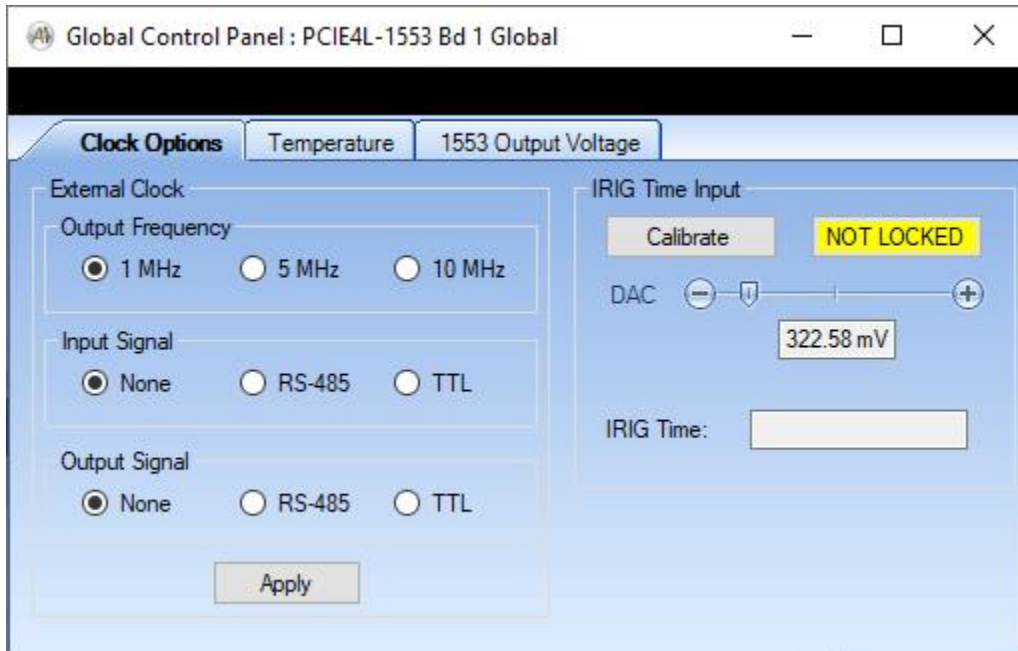 Global Control Panel : PCIE4L-1553 Bd 1 Global
Clock Options Temperature 1553 Output Voltage
External Clock
Output Frequency
1 MHz 5 MHz 10 MHz
Input Signal
None RS-485 TTL
Output Signal
None RS-485 TTL
Apply
IRIG Time Input
Calibrate NOT LOCKED
DAC
322.58 mV
IRIG Time: